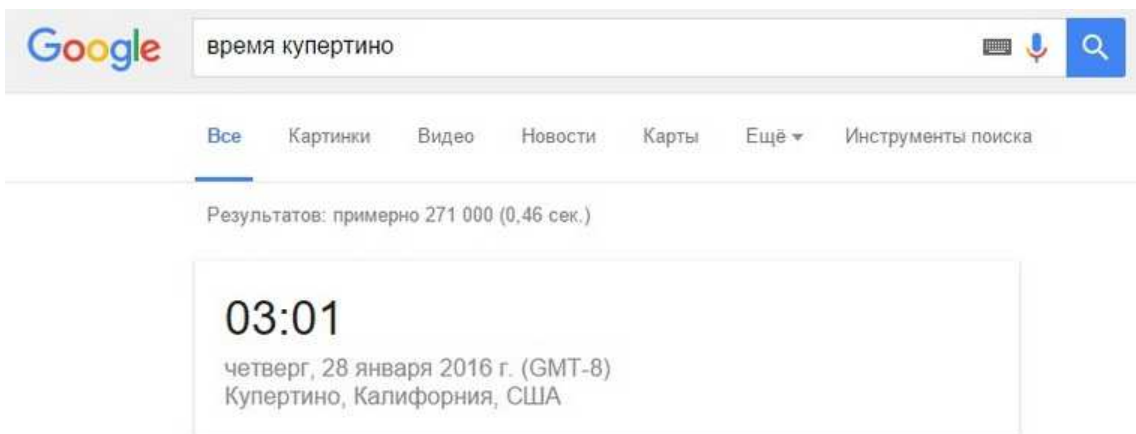 Google время купертино
Все Картинки Видео Новости Карты Ещё Инструменты поиска
Результатов: примерно 271 000 (0,46 сек.)
03:01
четверг, 28 января 2016 г. (GMT-8)
Купертино, Калифорния, США